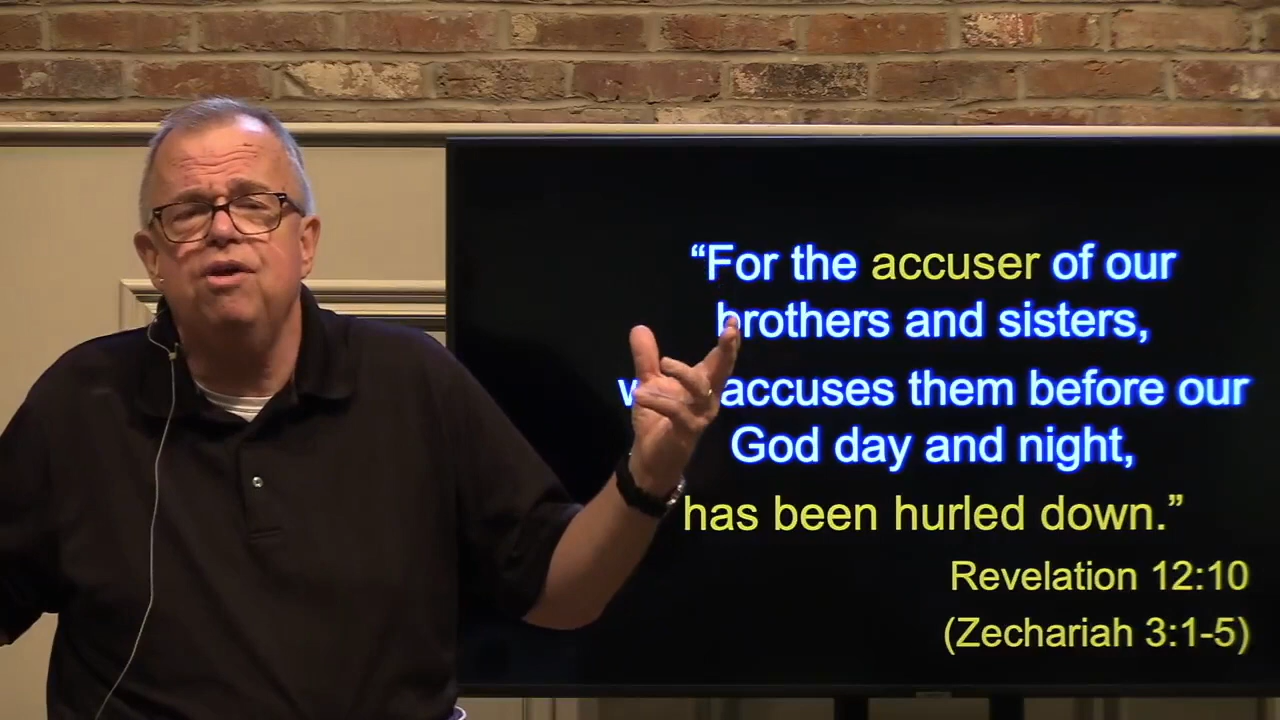 “For the accuser of our
brothers and sisters,
accuses them before our
God day and night,
has been hurled down.”
Revelation 12:10
(Zechariah 3:1-5)